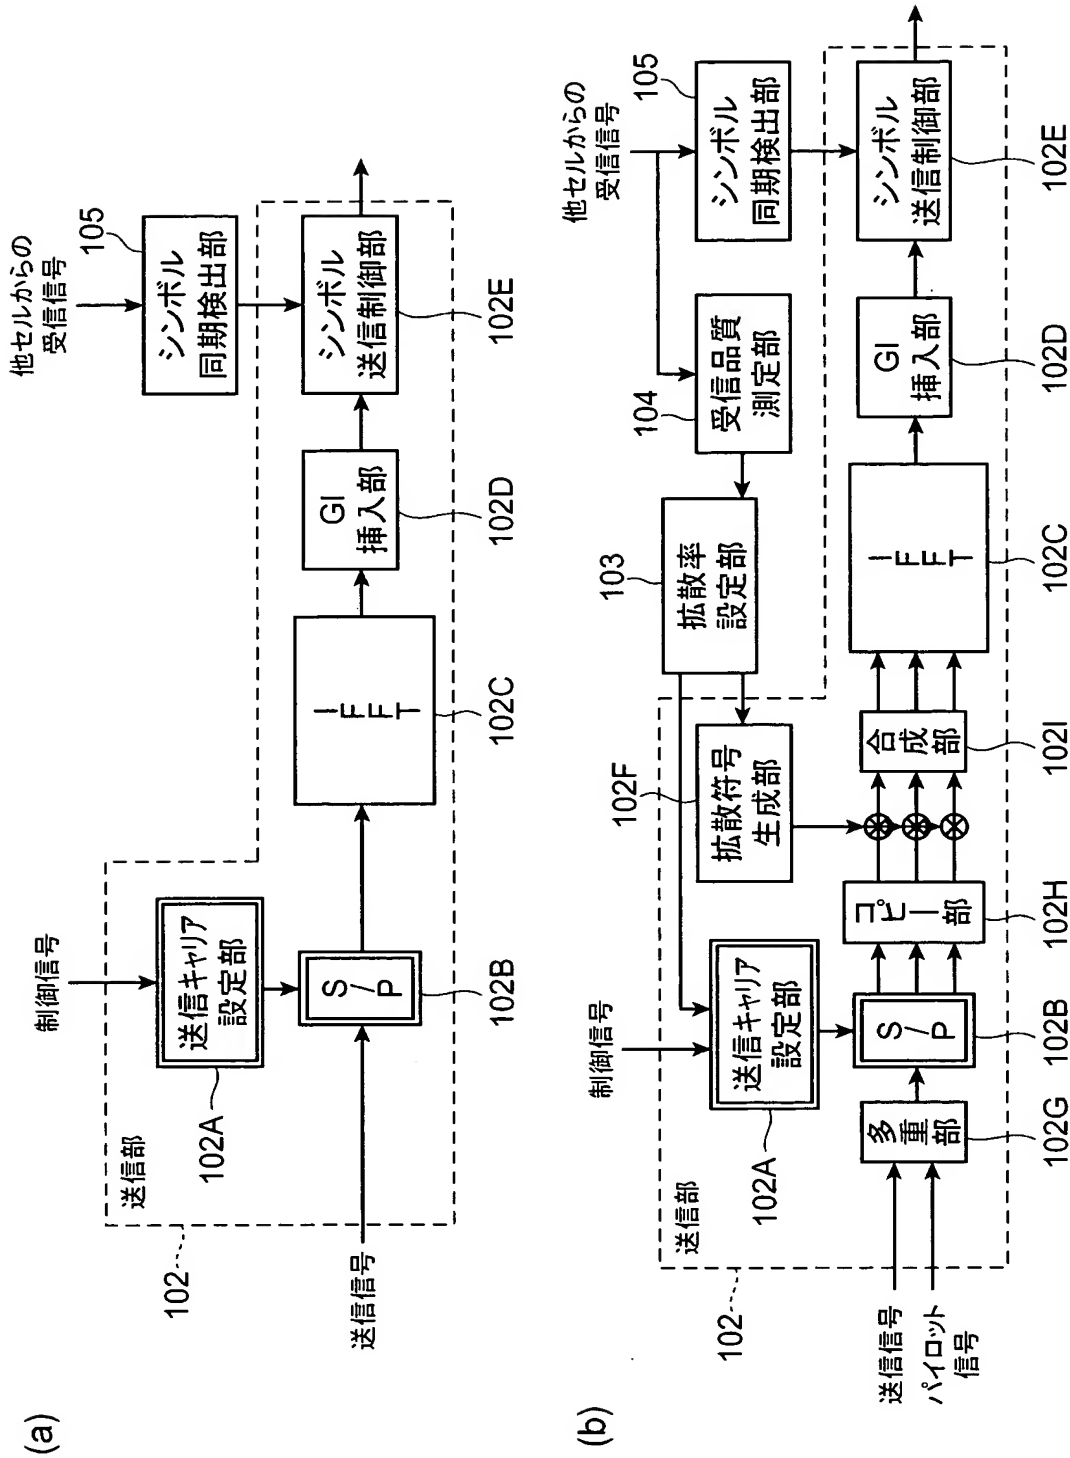 (a)
他セルからの
受信信号
105
シンボル
同期検出部
制御信号
送信キャリア
設定部
102A
送信部
102
送信信号
S/P
102B
IFFT
102C
GI
挿入部
102D
シンボル
送信制御部
102E
(b)
他セルからの
受信信号
105
シンボル
同期検出部
104
受信品質
測定部
103
拡散率
設定部
102F
拡散符号
生成部
制御信号
送信キャリア
設定部
102A
送信部
102
送信信号
パイロット
信号
多重部
102G
S/P
102B
コピー部
102H
合成部
102I
IFFT
102C
GI
挿入部
102D
シンボル
送信制御部
102E